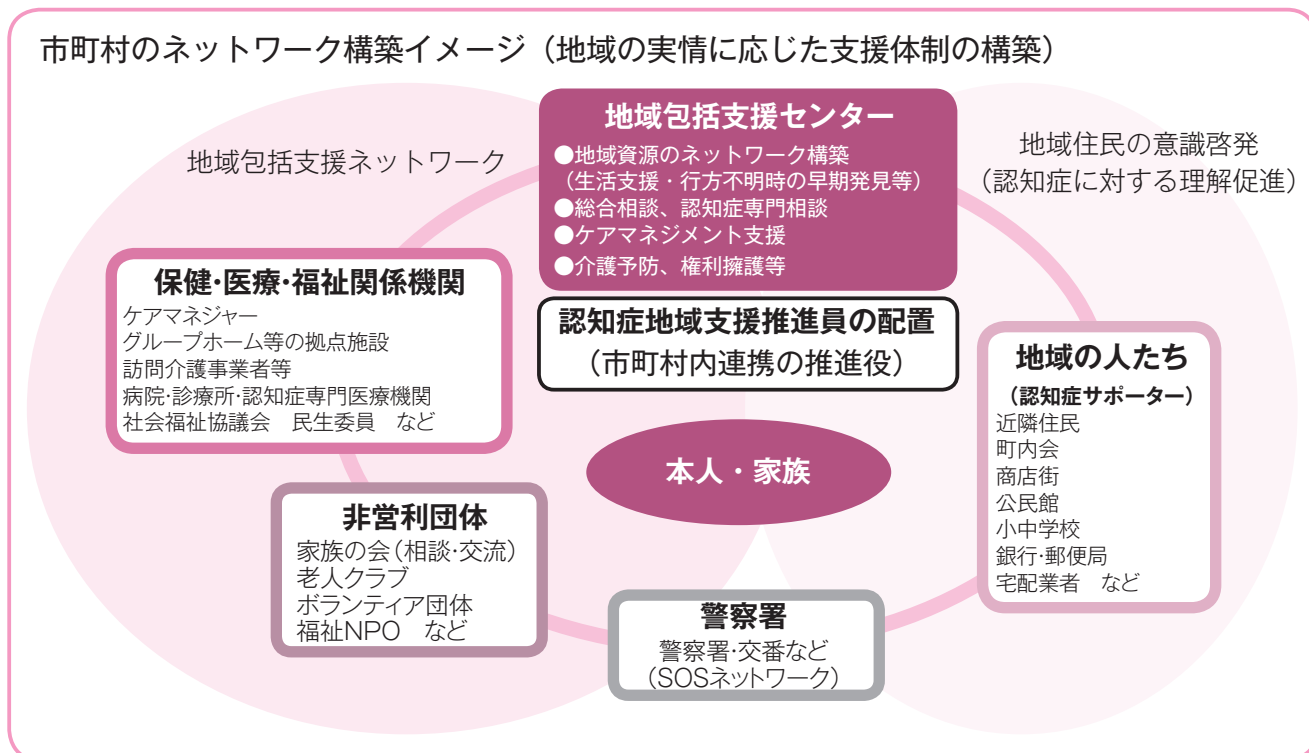 市町村のネットワーク構築イメージ（地域の実情に応じた支援体制の構築）
地域包括支援ネットワーク
地域包括支援センター
●地域資源のネットワーク構築
（生活支援・行方不明時の早期発見等）
●総合相談、認知症専門相談
●ケアマネジメント支援
●介護予防、権利擁護等
地域住民の意識啓発
（認知症に対する理解促進）
保健・医療・福祉関係機関
ケアマネジャー
グループホーム等の拠点施設
訪問介護事業者等
病院・診療所・認知症専門医療機関
社会福祉協議会　民生委員　など
認知症地域支援推進員の配置
（市町村内連携の推進役）
地域の人たち
（認知症サポーター）
近隣住民
町内会
商店街
公民館
小中学校
銀行・郵便局
宅配業者　など
本人・家族
非営利団体
家族の会（相談・交流）
老人クラブ
ボランティア団体
福祉NPO　など
警察署
警察署・交番など
（SOSネットワーク）